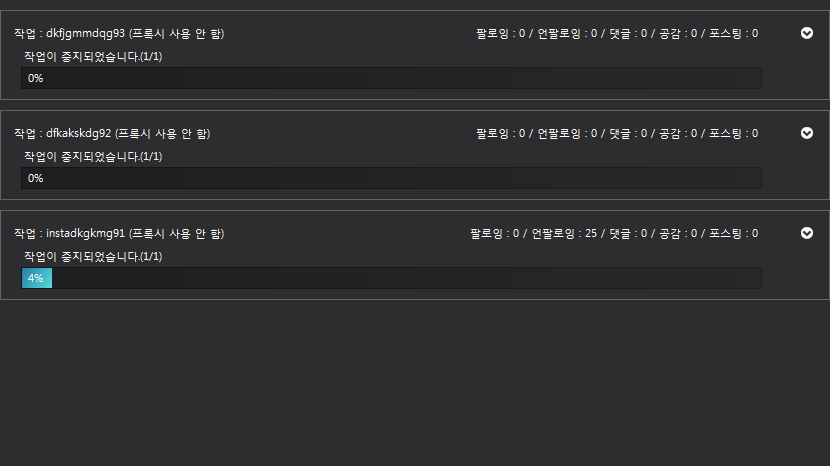 작업 : dkfjgmmdqg93 (프록시 사용 안 함) 팔로잉 : 0 / 언팔로잉 : 0 / 댓글 : 0 / 공감 : 0 / 포스팅 : 0
작업이 중지되었습니다.(1/1)
0%
작업 : dfkakskdg92 (프록시 사용 안 함) 팔로잉 : 0 / 언팔로잉 : 0 / 댓글 : 0 / 공감 : 0 / 포스팅 : 0
작업이 중지되었습니다.(1/1)
0%
작업 : instadkgkmg91 (프록시 사용 안 함) 팔로잉 : 0 / 언팔로잉 : 25 / 댓글 : 0 / 공감 : 0 / 포스팅 : 0
작업이 중지되었습니다.(1/1)
4%